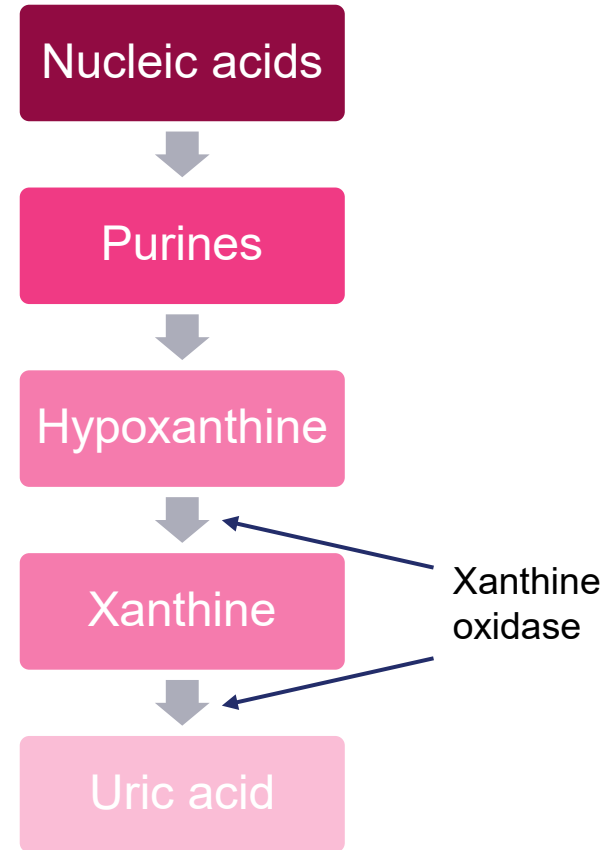 Nucleic acids
Purines
Hypoxanthine
Xanthine
Xanthine
oxidase
Uric acid